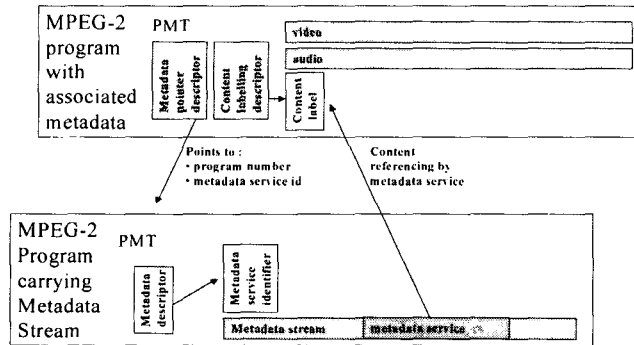 MPEG-2
program
with
associated
metadata
PMT
Metadata
pointer
descriptor
Content
labelling
descriptor
video
audio
Content
label
Points to :
• program number
• metadata service id
Content
referencing by
metadata service
MPEG-2
Program
carrying
Metadata
Stream
PMT
Metadata
descriptor
Metadata
service
identifier
Metadata stream
metadata service